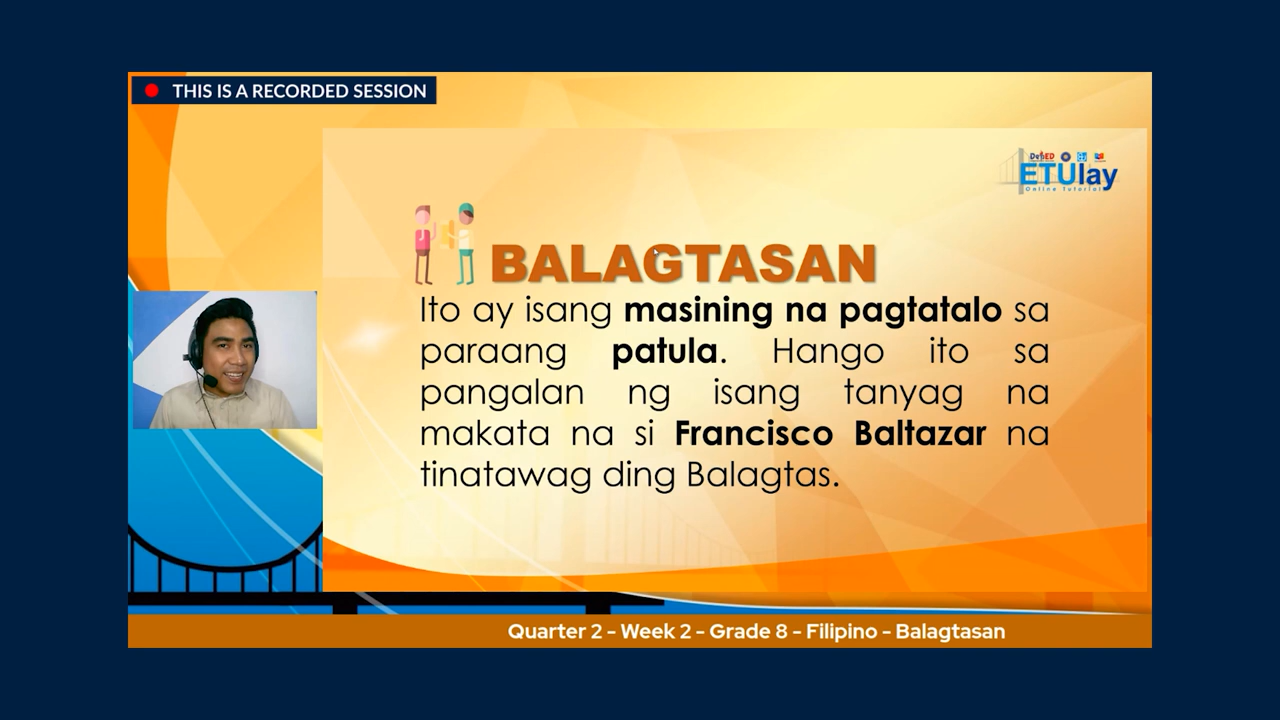 THIS IS A RECORDED SESSION
DepED
ETUlay
Online Tutorial
BALAGTASAN
Ito ay isang masining na pagtatalo sa
paraang patula. Hango ito sa
pangalan ng isang tanyag na
makata na si Francisco Baltazar na
tinatawag ding Balagtas.
Quarter 2 - Week 2 - Grade 8 - Filipino - Balagtasan